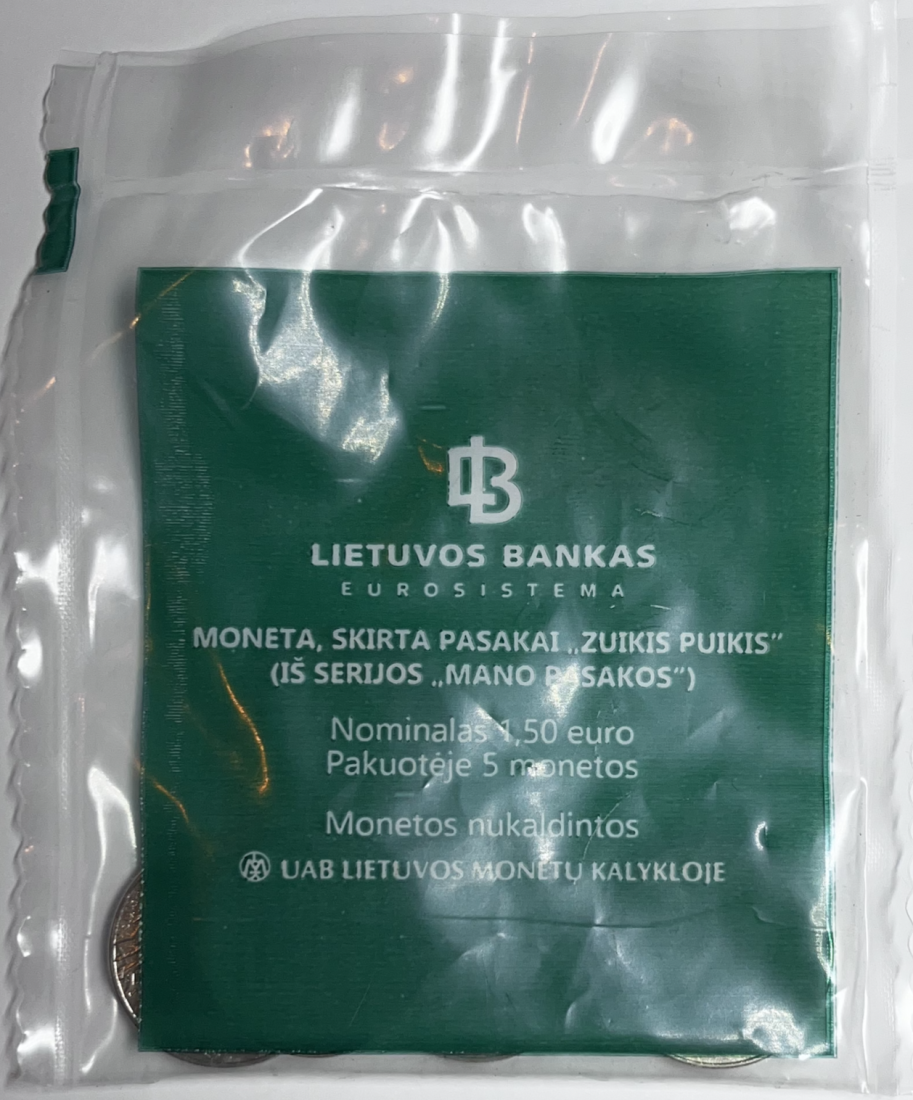 LIETUVOS BANKAS
EUROSISTEMA
MONETA, SKIRTA PASAKAI „ZUIKIS PUIKIS“
(IŠ SERIJOS „MANO PASAKOS“)
Nominalas 1,50 euro
Pakuotėje 5 monetos
Monetos nukaldintos
UAB LIETUVOS MONETŲ KALYKLOJE